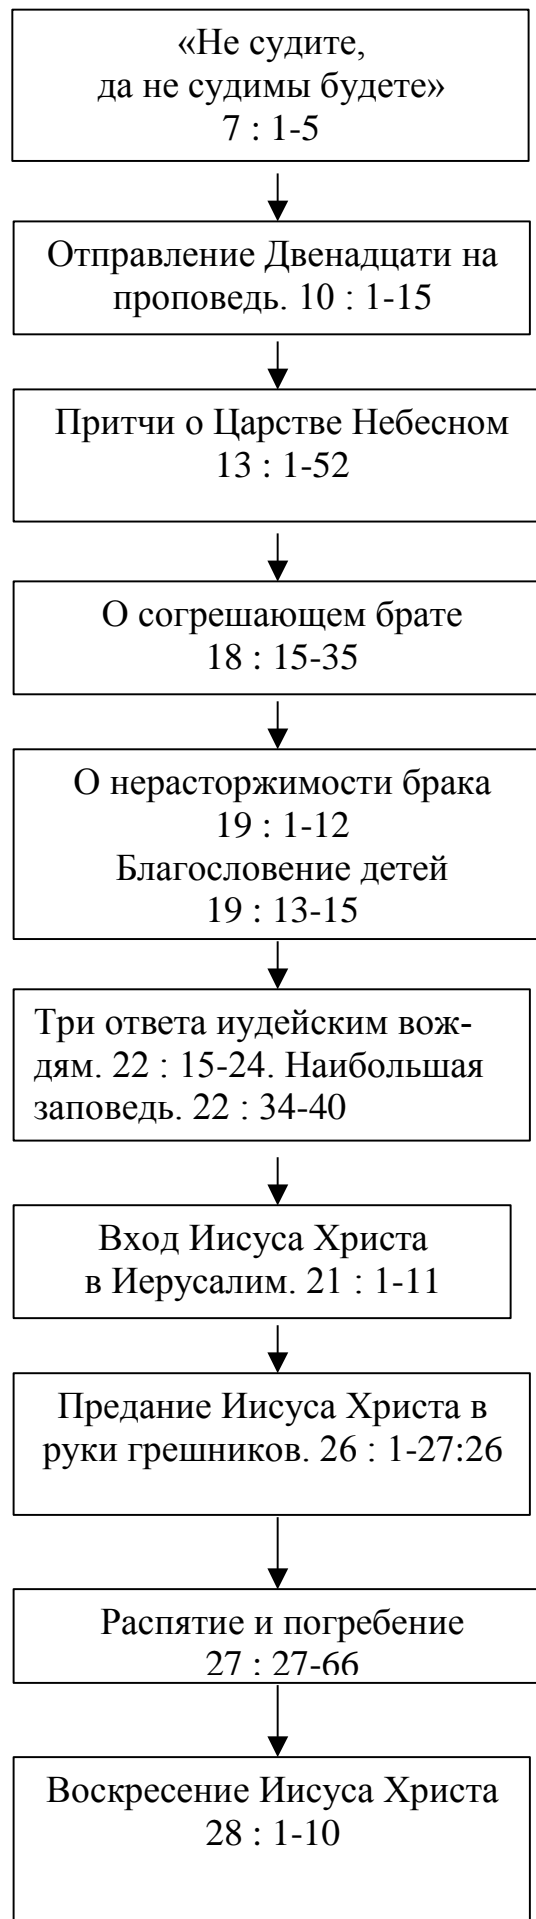 «Не судите,
да не судимы будете»
7 : 1-5
Отправление Двенадцати на
проповедь. 10 : 1-15
Притчи о Царстве Небесном
13 : 1-52
О согрешающем брате
18 : 15-35
О нерасторжимости брака
19 : 1-12
Благословение детей
19 : 13-15
Три ответа иудейским вож-
дям. 22 : 15-24. Наибольшая
заповедь. 22 : 34-40
Вход Иисуса Христа
в Иерусалим. 21 : 1-11
Предание Иисуса Христа в
руки грешников. 26 : 1-27:26
Распятие и погребение
27 : 27-66
Воскресение Иисуса Христа
28 : 1-10